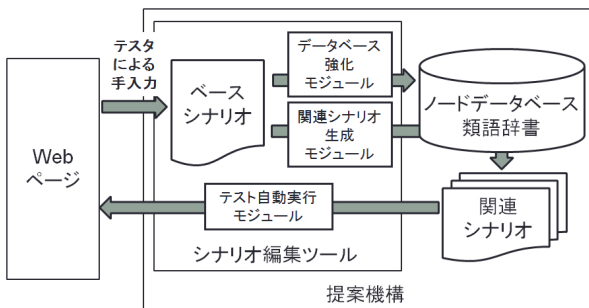 テスタ
による
手入力
Web
ページ
ベース
シナリオ
データベース
強化
モジュール
関連シナリオ
生成
モジュール
ノードデータベース
類語辞書
テスト自動実行
モジュール
関連
シナリオ
シナリオ編集ツール
提案機構